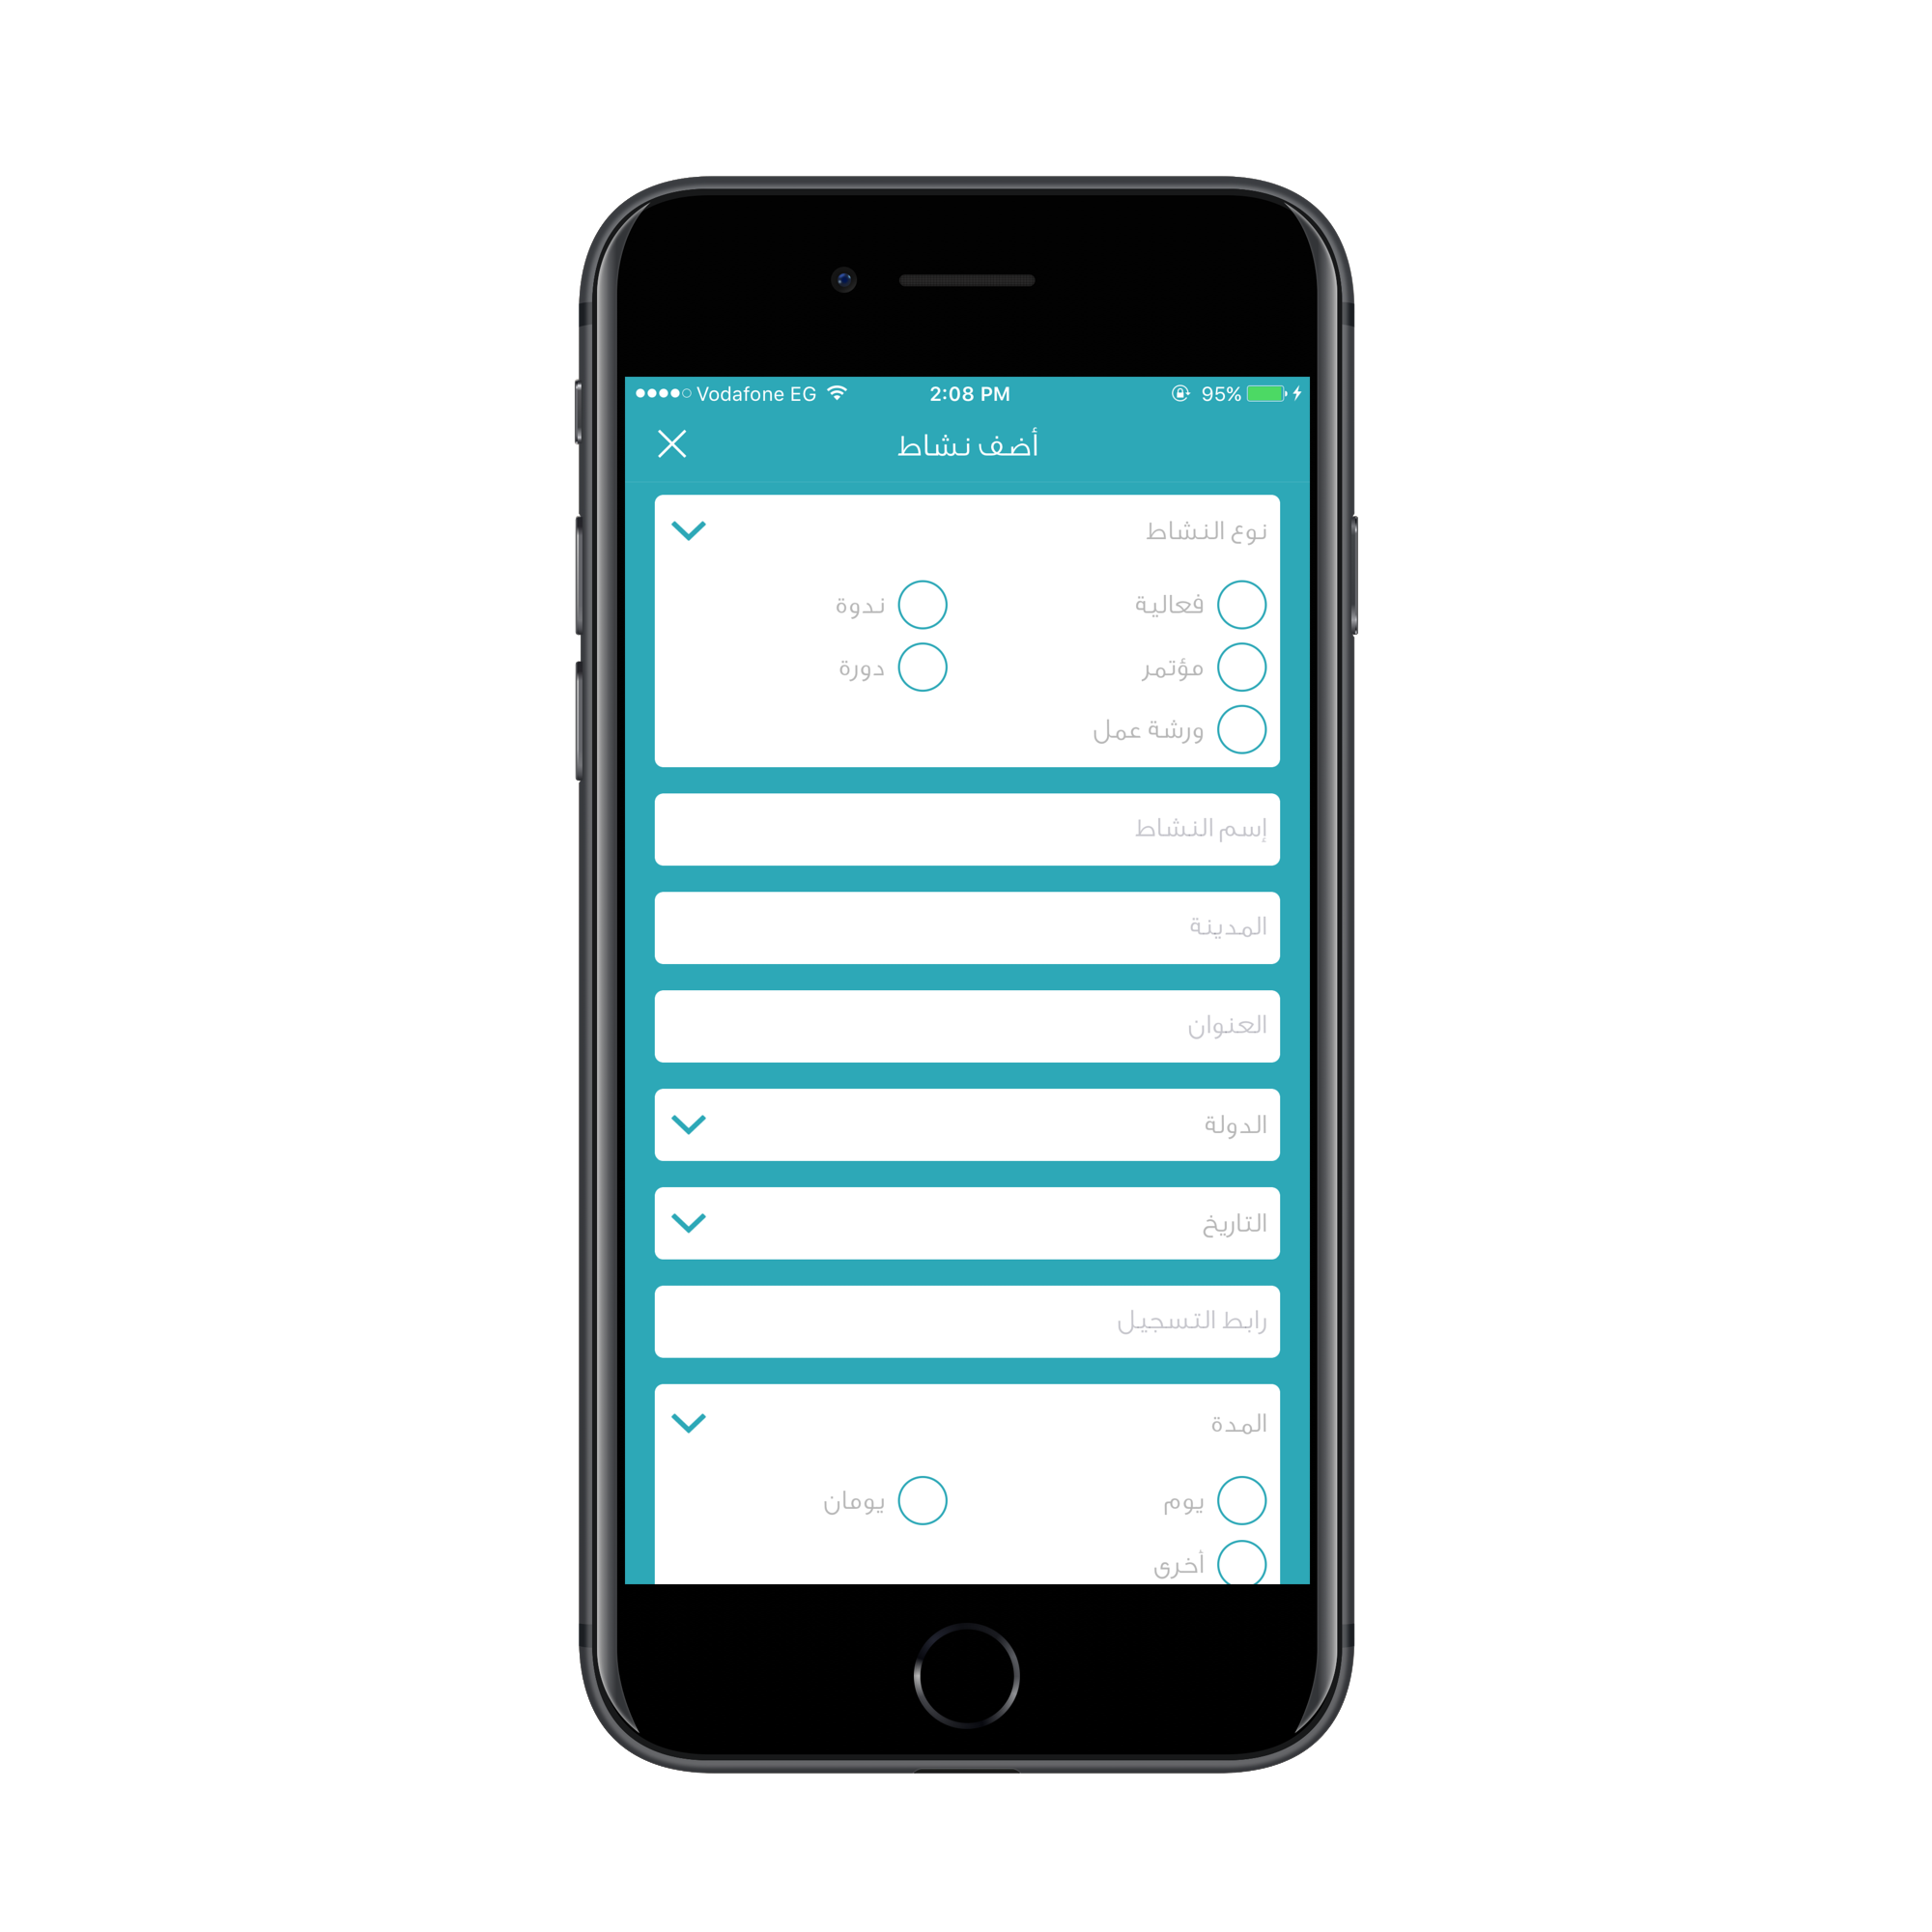 Vodafone EG 2:08 PM 95%
أضف نشاط
نوع النشاط
فعالية ندوة
مؤتمر دورة
ورشة عمل
إسم النشاط
المدينة
العنوان
الدولة
التاريخ
رابط التسجيل
المدة
يوم يومان
أخرى